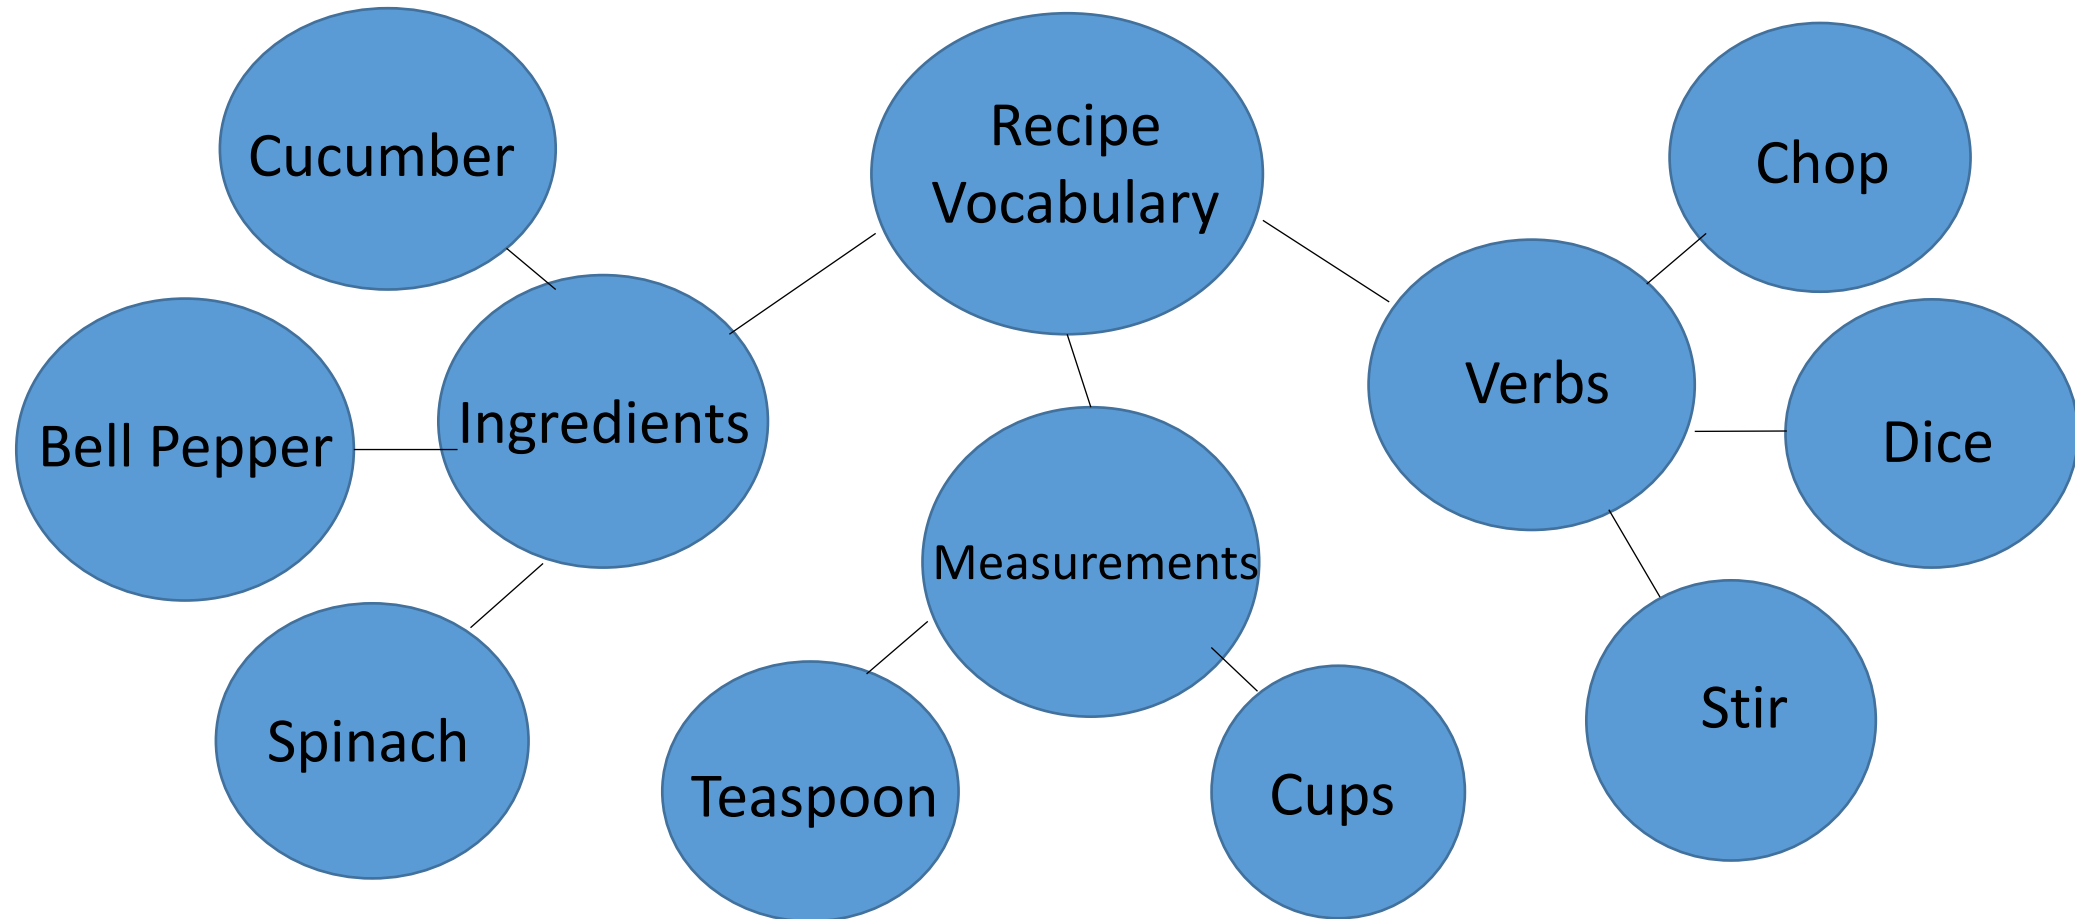 Recipe
Vocabulary
Cucumber
Ingredients
Bell Pepper
Spinach
Measurements
Teaspoon
Cups
Verbs
Chop
Dice
Stir